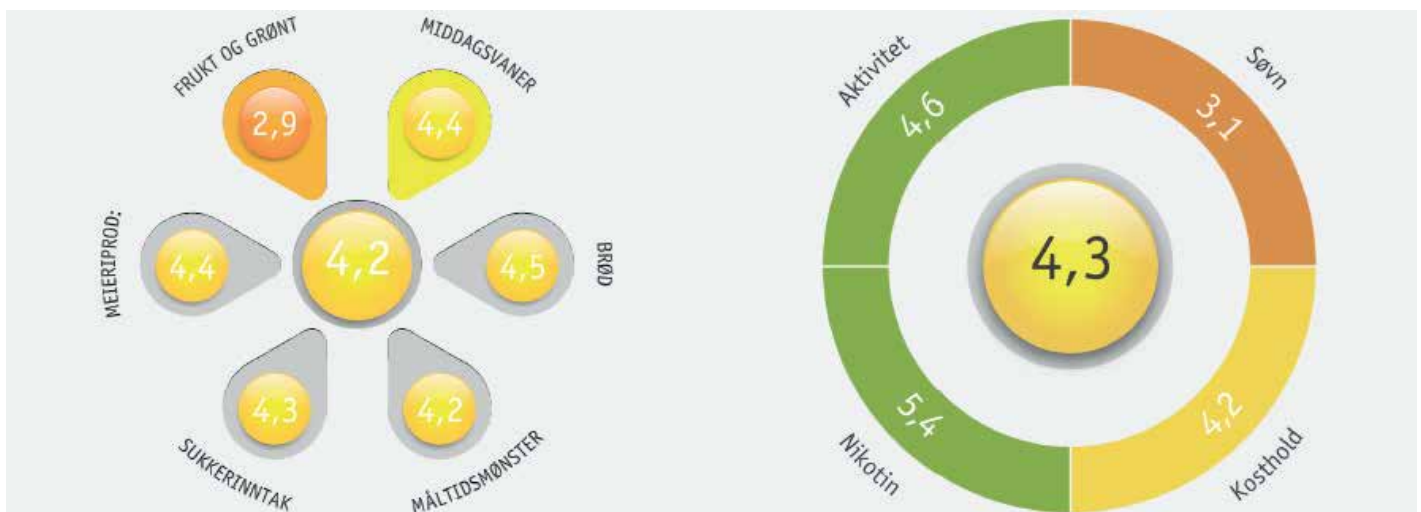 FRUKT OG GRØNT
2,9
MIDDAGSVANER
4,4
MEIERIPROD:
4,4
4,2
4,5
BRØD
4,3
SUKKERINNTAK
4,2
MÅLTIDSMØNSTER
Aktivitet
4,6
Søvn
3,1
4,3
Nikotin
5,4
Kosthold
4,2